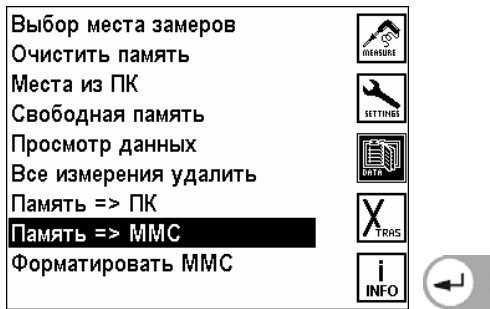 Выбор места замеров
Очистить память
Места из ПК
Свободная память
Просмотр данных
Все измерения удалить
Память => ПК
Память => MMC
Форматировать MMC
MEASURE
SETTINGS
DATA
XTRAS
i
INFO